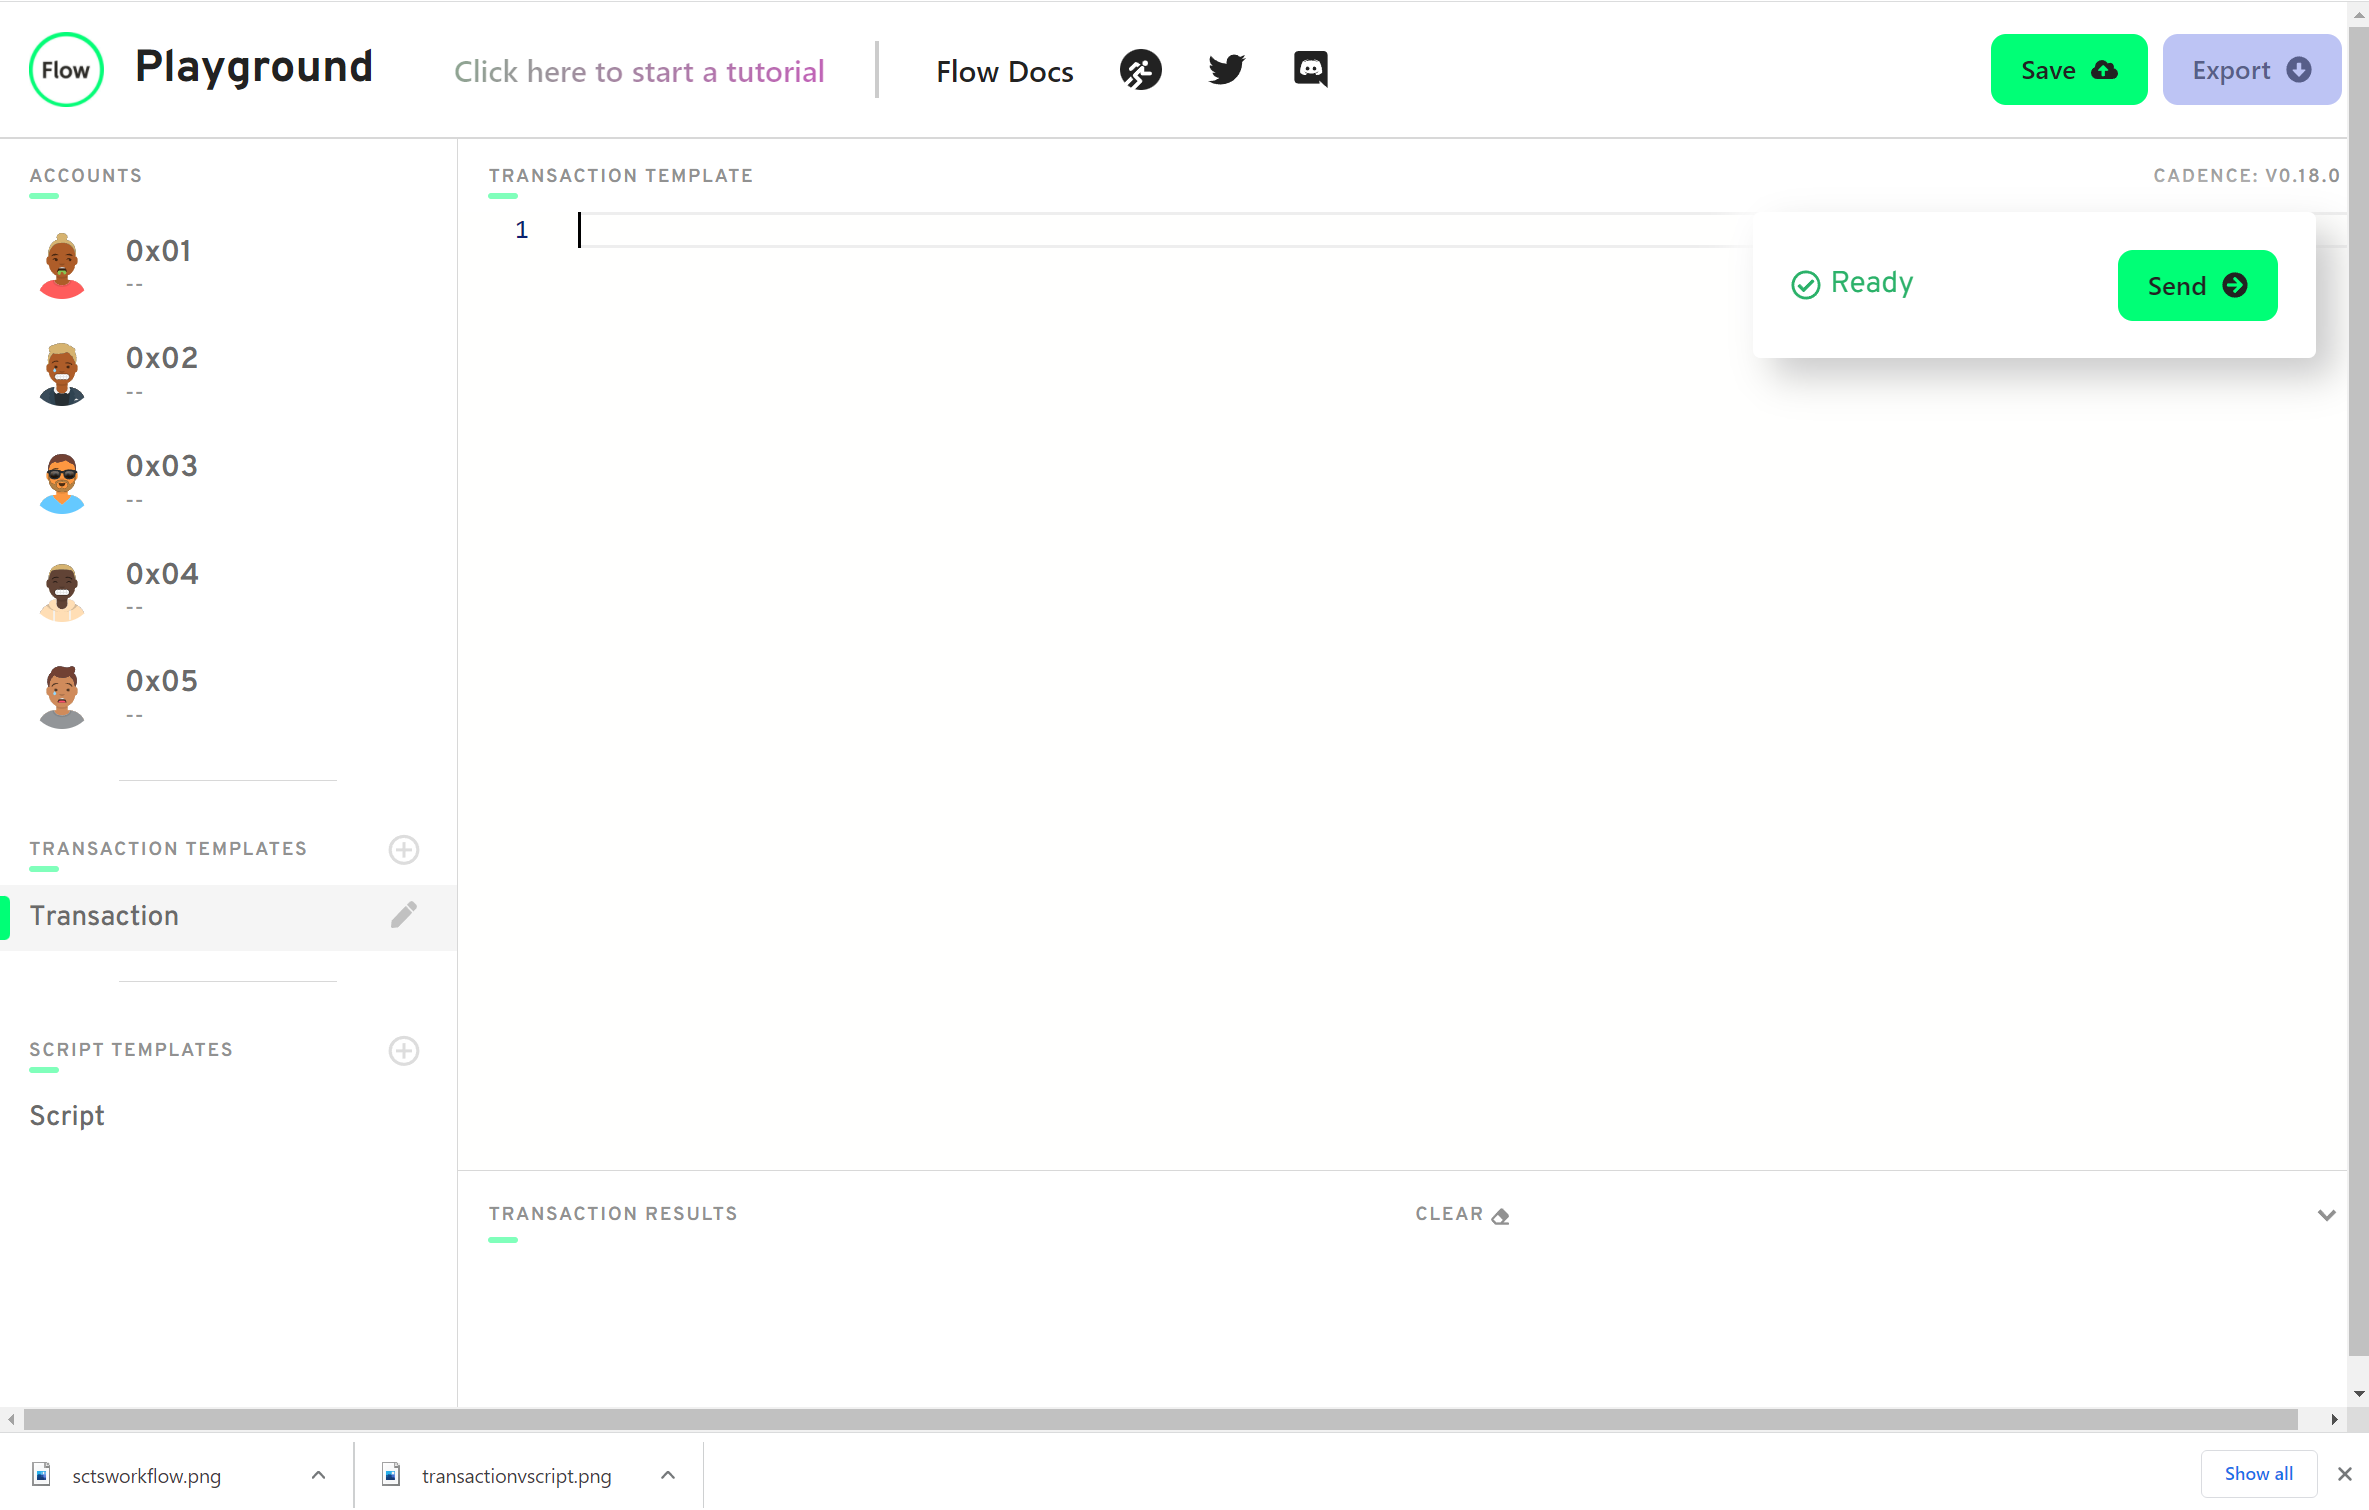 Flow
Playground
Click here to start a tutorial
Flow Docs
Save
Export
ACCOUNTS
0x01
--
0x02
--
0x03
--
0x04
--
0x05
--
TRANSACTION TEMPLATES
Transaction
SCRIPT TEMPLATES
Script
TRANSACTION TEMPLATE
CADENCE: V0.18.0
1
Ready
Send
TRANSACTION RESULTS
CLEAR
sctsworkflow.png
transactionvscript.png
Show all